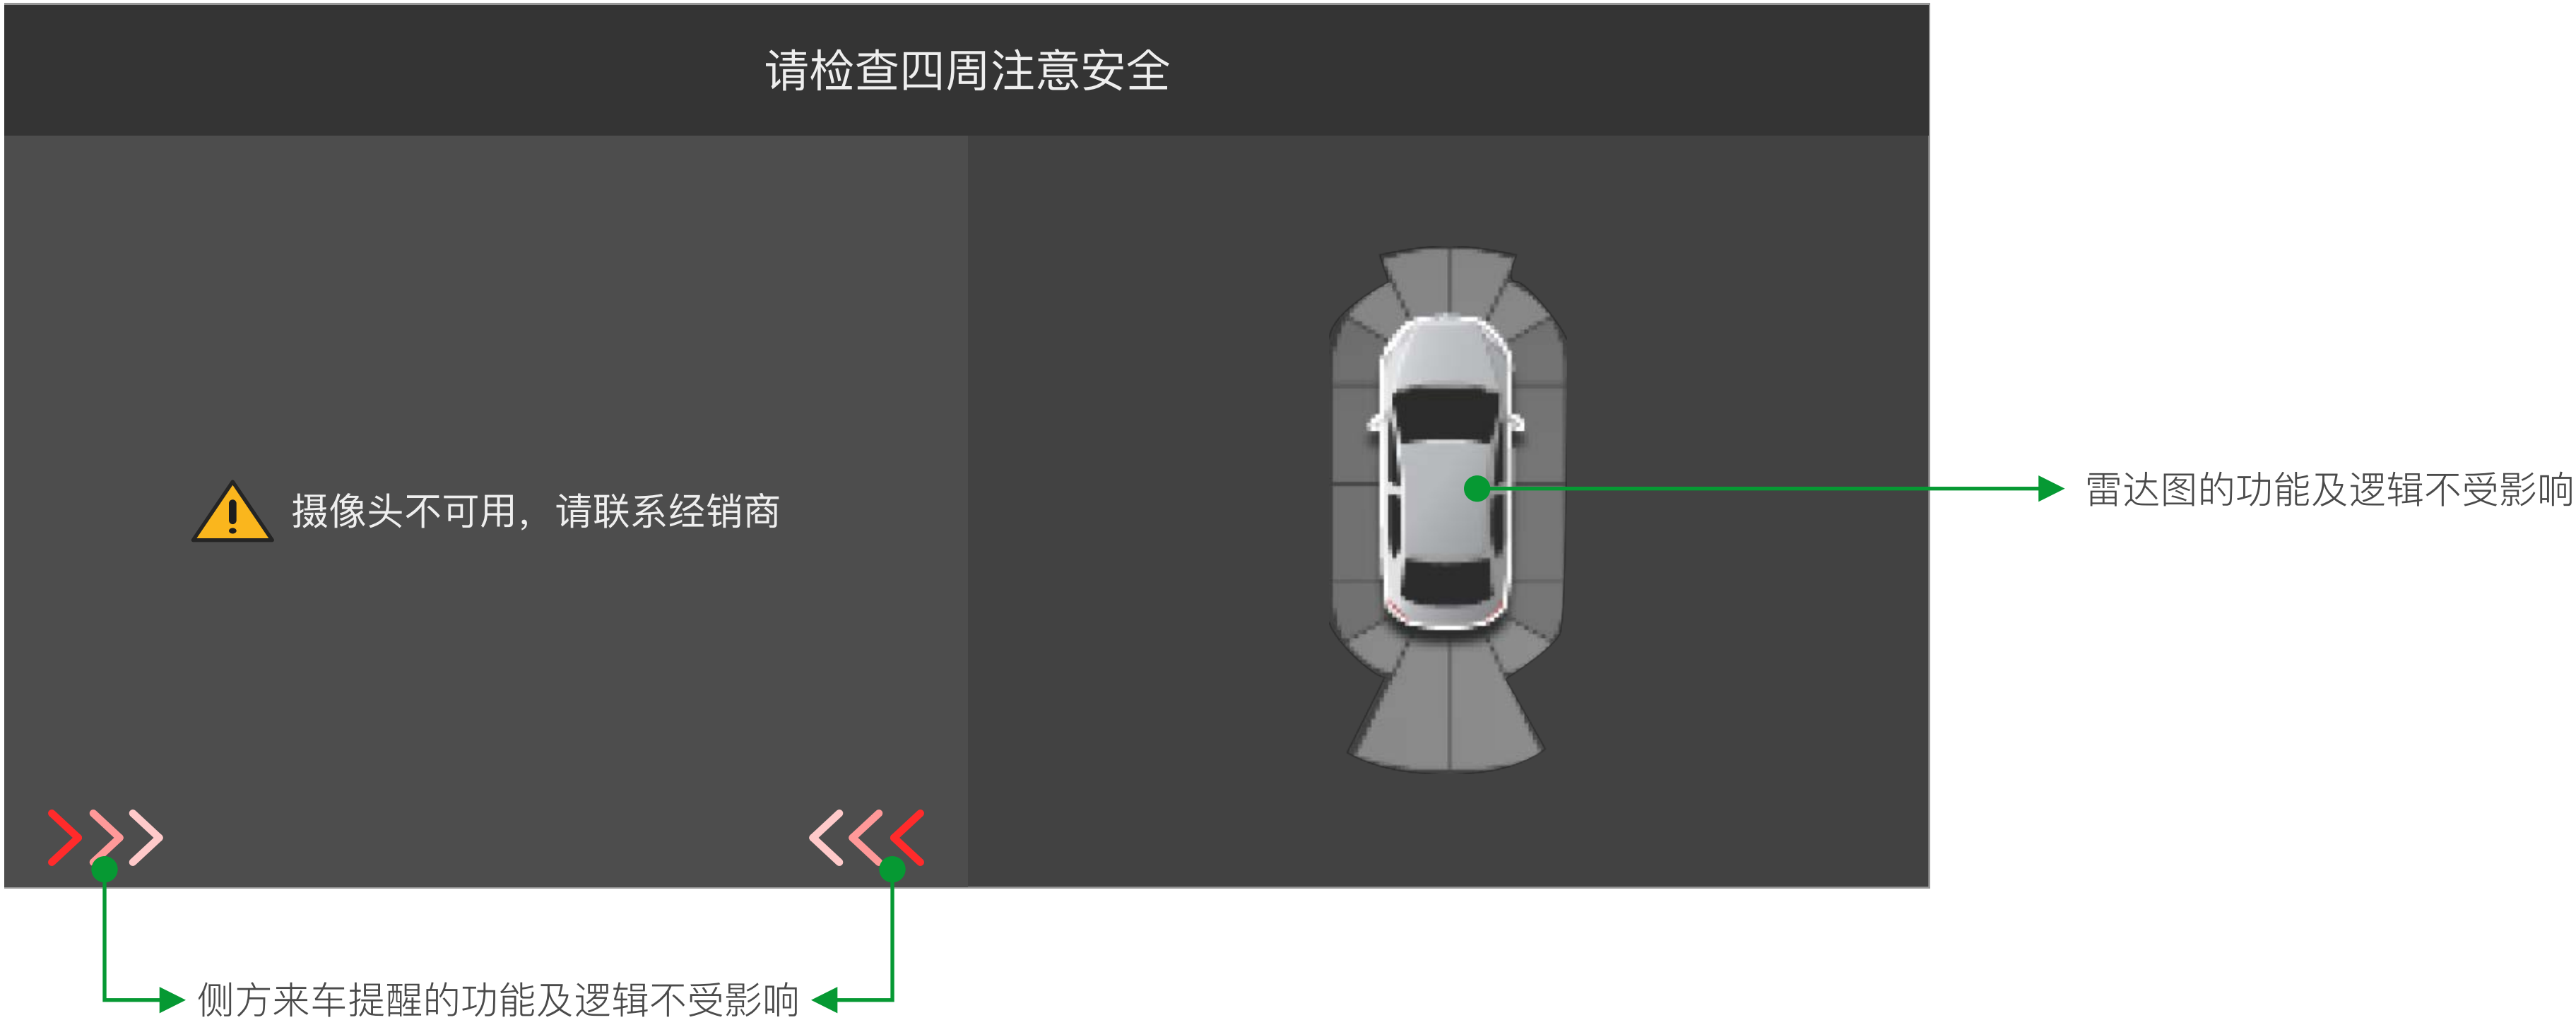 请检查四周注意安全
摄像头不可用，请联系经销商
雷达图的功能及逻辑不受影响
侧方来车提醒的功能及逻辑不受影响